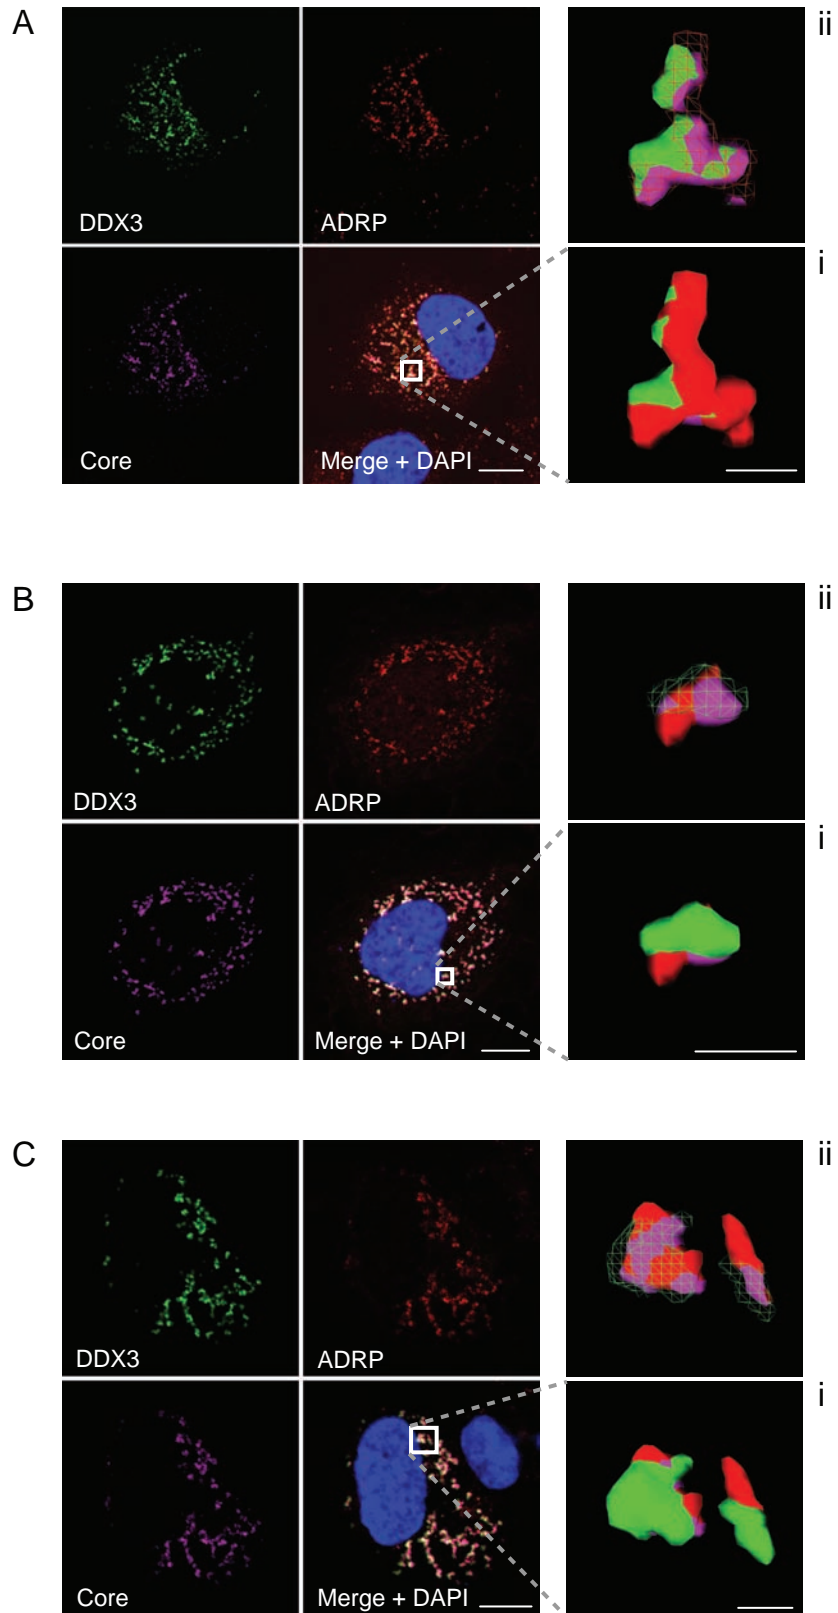 A
ii
DDX3
ADRP
i
Core
Merge + DAPI
B
ii
DDX3
ADRP
i
Core
Merge + DAPI
C
ii
DDX3
ADRP
i
Core
Merge + DAPI